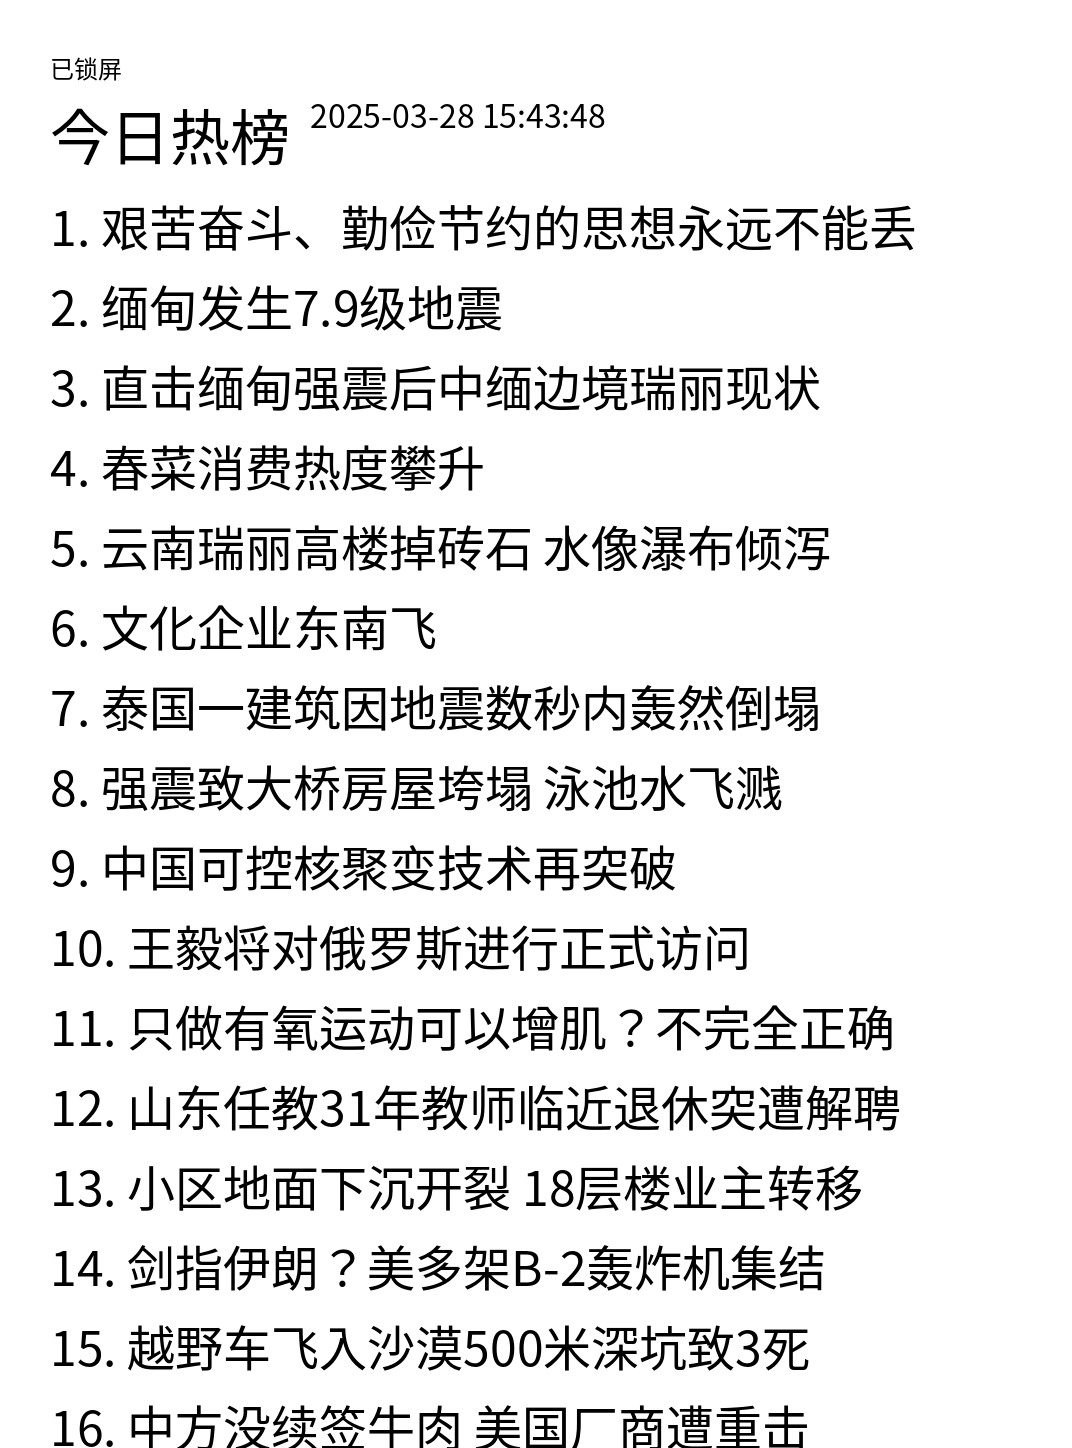 已锁屏
今日热榜 2025-03-28 15:43:48
1. 艰苦奋斗、勤俭节约的思想永远不能丢
2. 缅甸发生7.9级地震
3. 直击缅甸强震后中缅边境瑞丽现状
4. 春菜消费热度攀升
5. 云南瑞丽高楼掉砖石 水像瀑布倾泻
6. 文化企业东南飞
7. 泰国一建筑因地震数秒内轰然倒塌
8. 强震致大桥房屋垮塌 泳池水飞溅
9. 中国可控核聚变技术再突破
10. 王毅将对俄罗斯进行正式访问
11. 只做有氧运动可以增肌？不完全正确
12. 山东任教31年教师临近退休突遭解聘
13. 小区地面下沉开裂 18层楼业主转移
14. 剑指伊朗？美多架B-2轰炸机集结
15. 越野车飞入沙漠500米深坑致3死
16. 中方没续签牛肉 美国厂商遭重击